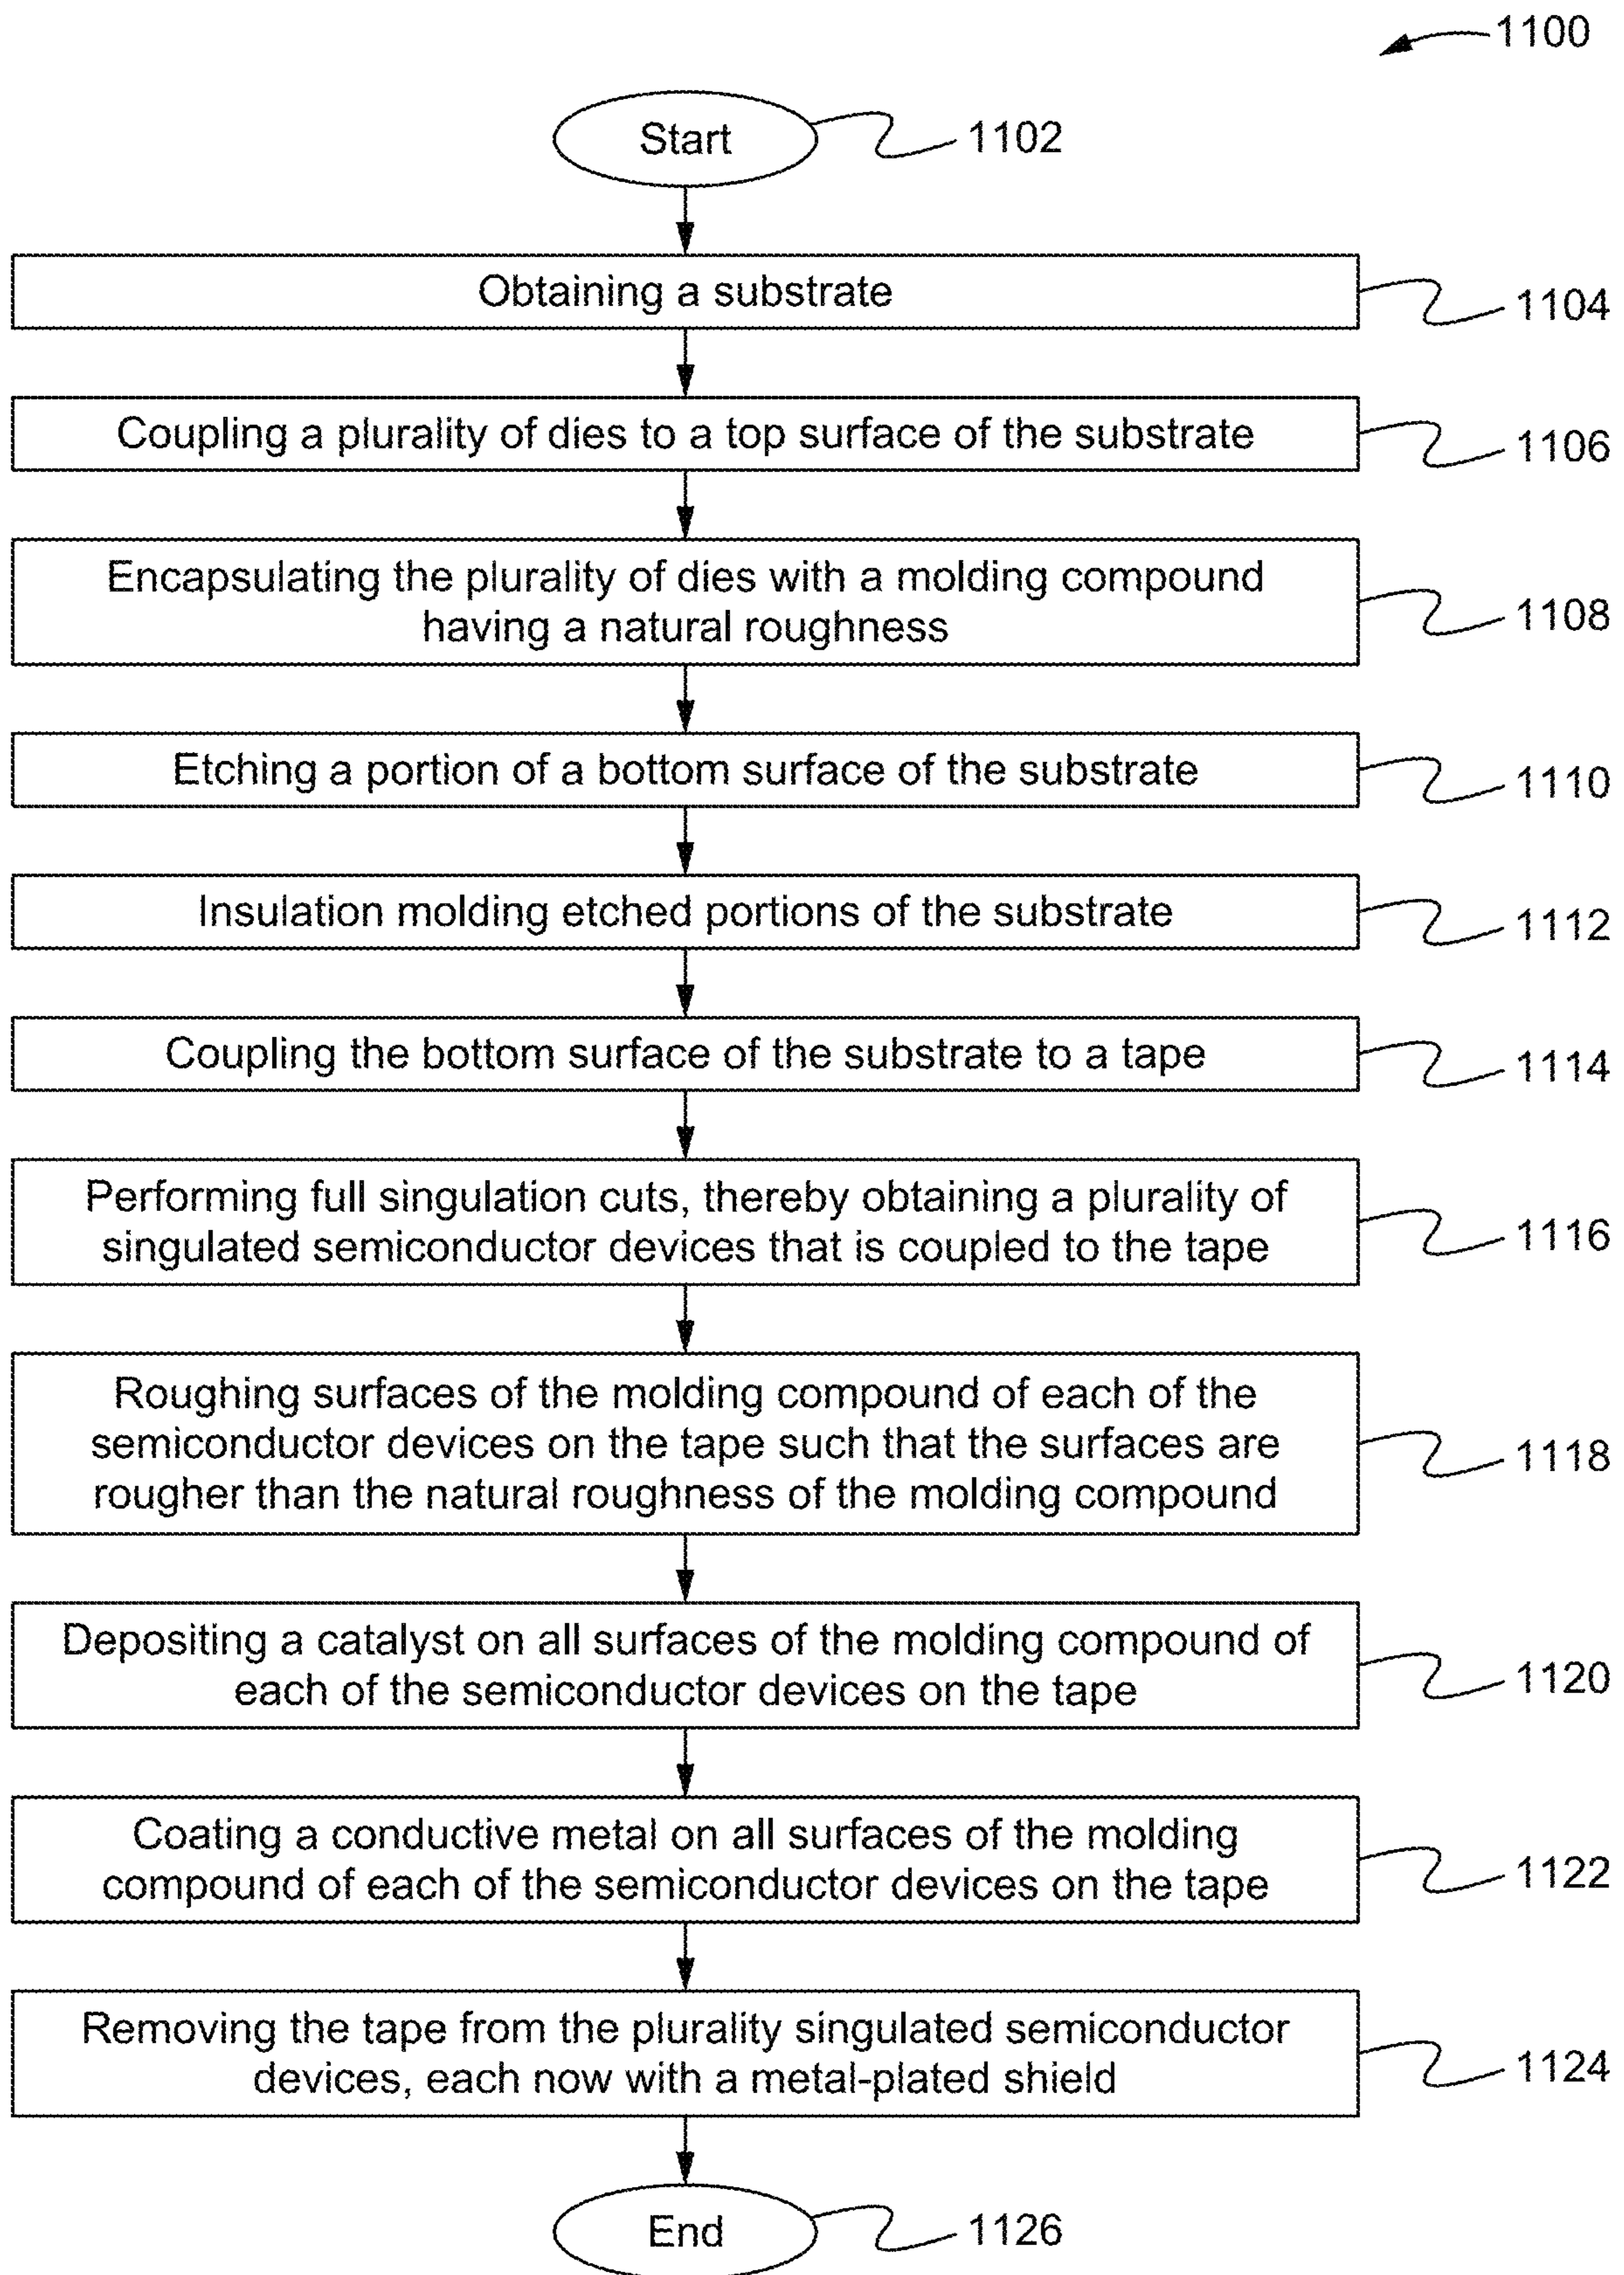 1100
Start
1102
Obtaining a substrate
1104
Coupling a plurality of dies to a top surface of the substrate
1106
Encapsulating the plurality of dies with a molding compound
having a natural roughness
1108
Etching a portion of a bottom surface of the substrate
1110
Insulation molding etched portions of the substrate
1112
Coupling the bottom surface of the substrate to a tape
1114
Performing full singulation cuts, thereby obtaining a plurality of
singulated semiconductor devices that is coupled to the tape
1116
Roughing surfaces of the molding compound of each of the
semiconductor devices on the tape such that the surfaces are
rougher than the natural roughness of the molding compound
1118
Depositing a catalyst on all surfaces of the molding compound of
each of the semiconductor devices on the tape
1120
Coating a conductive metal on all surfaces of the molding
compound of each of the semiconductor devices on the tape
1122
Removing the tape from the plurality singulated semiconductor
devices, each now with a metal-plated shield
1124
End
1126